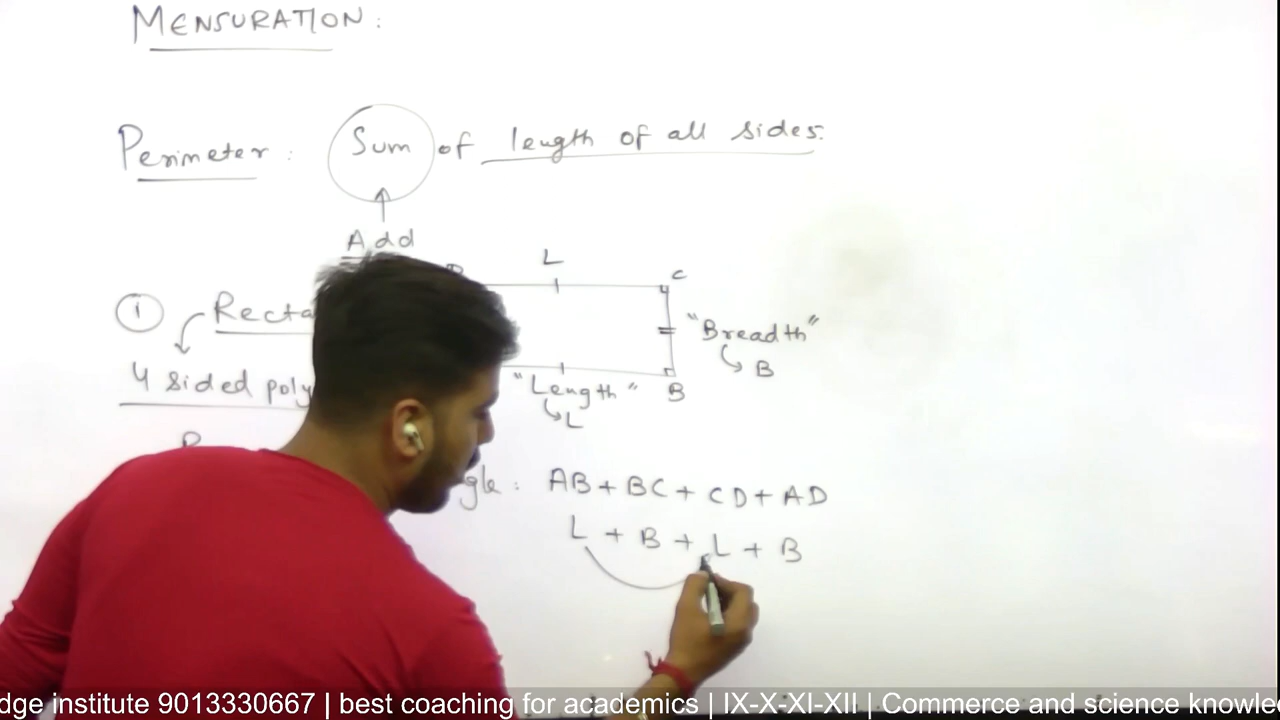 MENSURATION:
Perimeter: Sum of length of all sides.
Add
L
C
① Recta
"Breadth"
B
4 sided poly
"Length"
L
B
gle: AB + BC + CD + AD
L + B + L + B
dge institute 9013330667 | best coaching for academics | IX-X-XI-XII | Commerce and science knowle